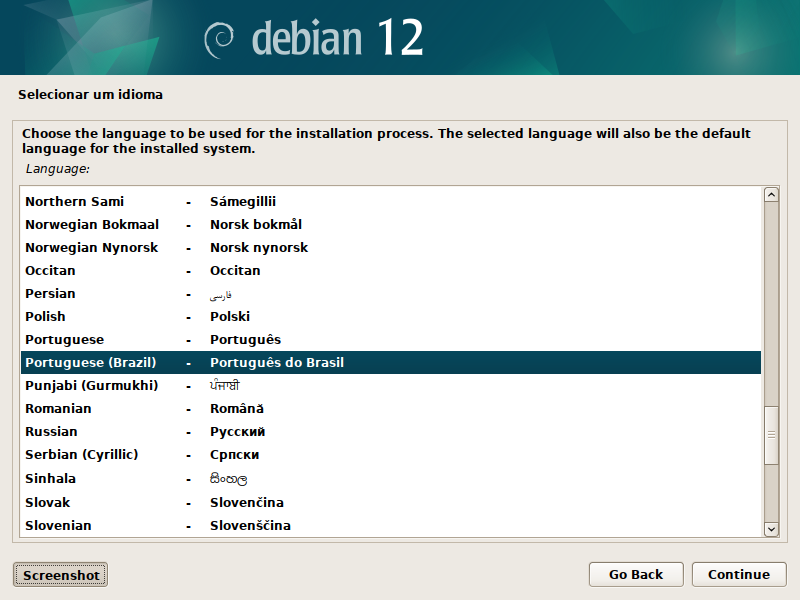 debian 12
Selecionar um idioma
Choose the language to be used for the installation process. The selected language will also be the default
language for the installed system.
Language:
Northern Sami - Sámegillii
Norwegian Bokmaal - Norsk bokmål
Norwegian Nynorsk - Norsk nynorsk
Occitan - Occitan
Persian - فارسی
Polish - Polski
Portuguese - Português
Portuguese (Brazil) - Português do Brasil
Punjabi (Gurmukhi) - ਪੰਜਾਬੀ
Romanian - Română
Russian - Русский
Serbian (Cyrillic) - Српски
Sinhala - සිංහල
Slovak - Slovenčina
Slovenian - Slovenščina
Screenshot Go Back Continue